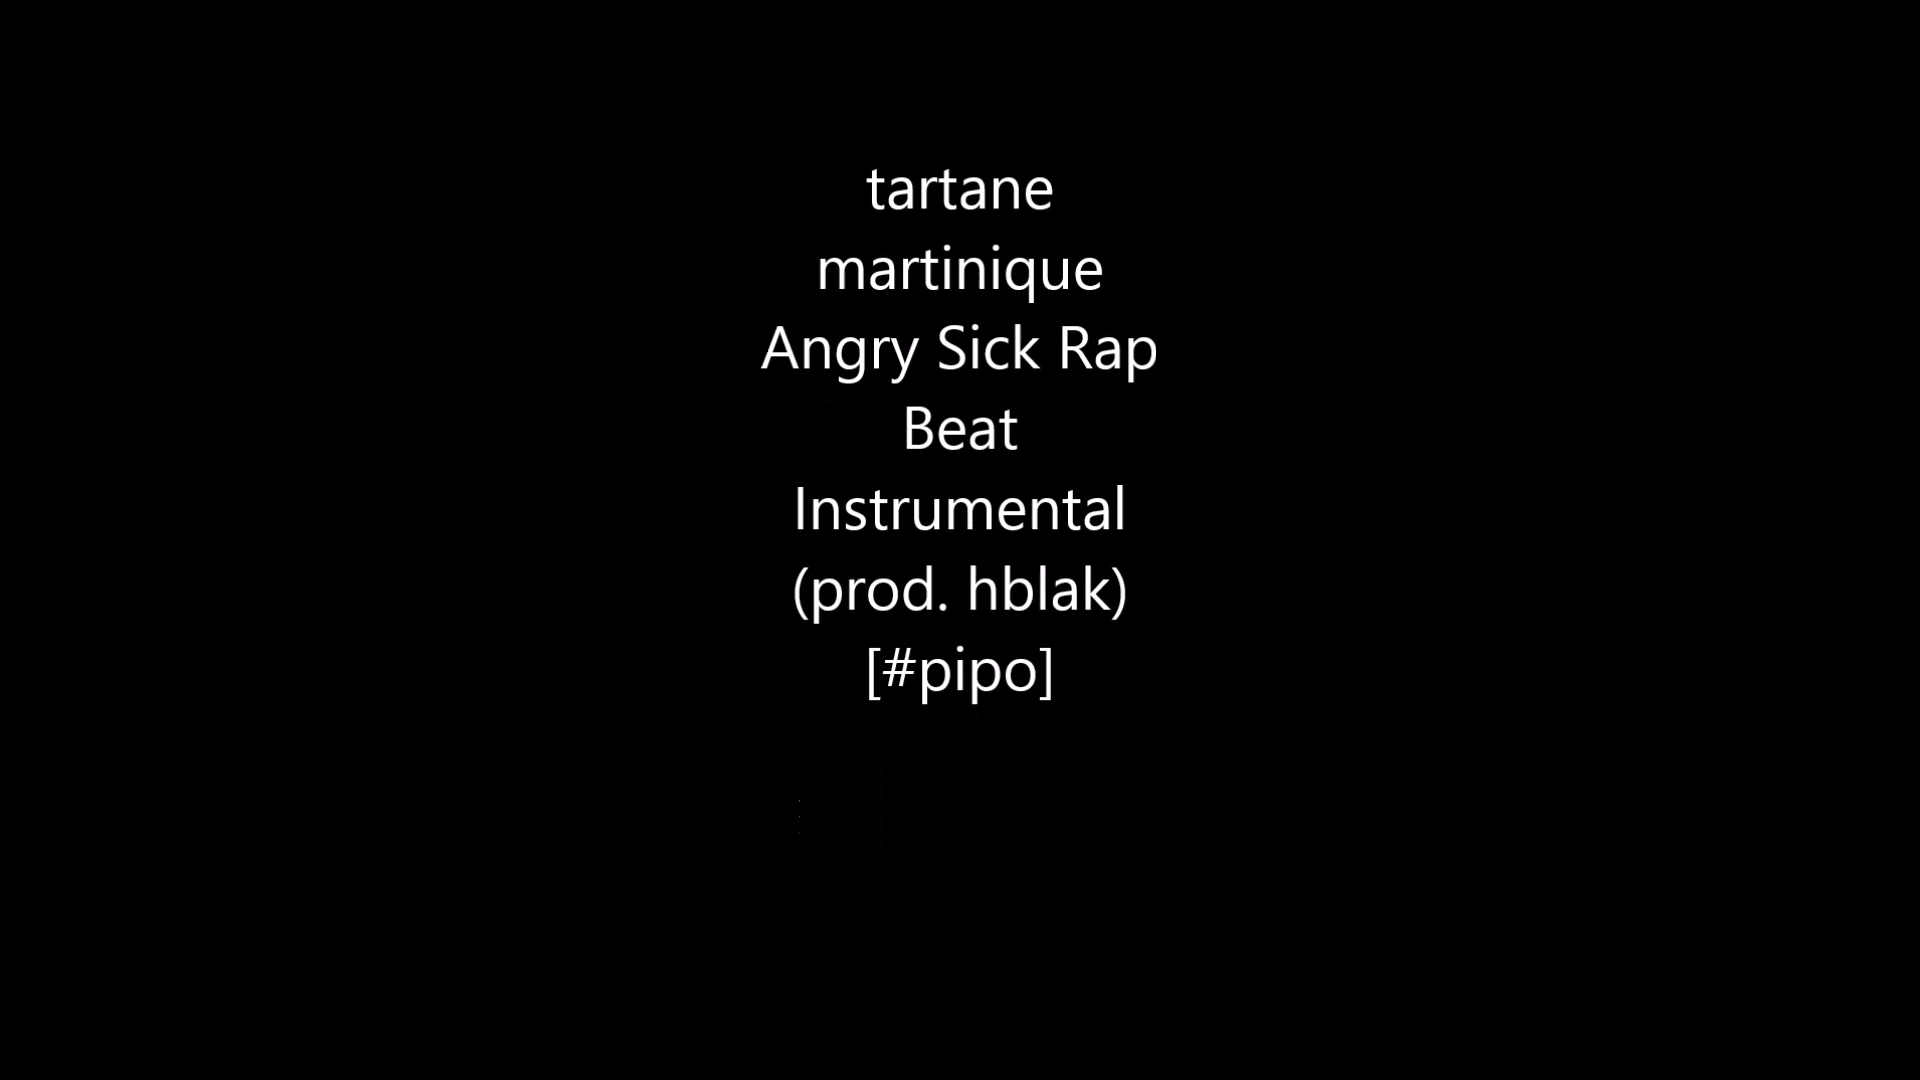 tartane
martinique
Angry Sick Rap
Beat
Instrumental
(prod. hblak)
[#pipo]